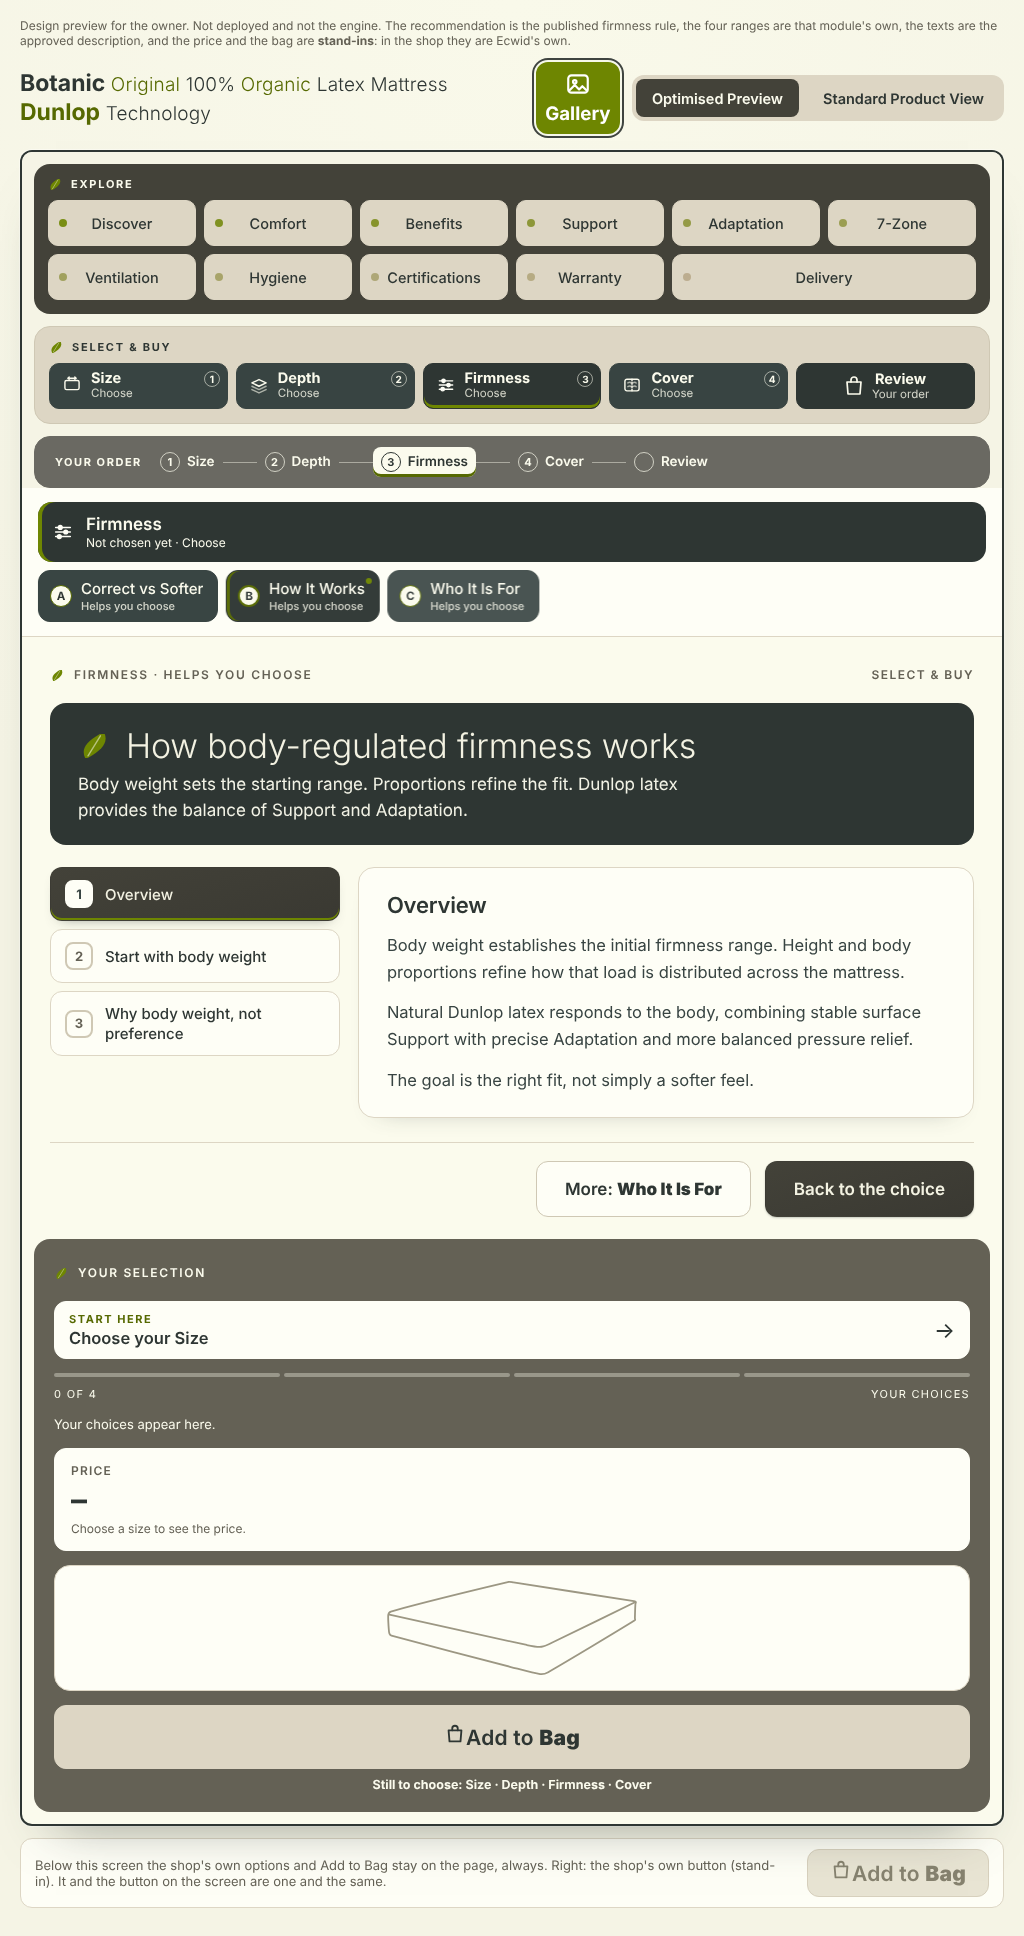 Design preview for the owner. Not deployed and not the engine. The recommendation is the published firmness rule, the four ranges are that module's own, the texts are the
approved description, and the price and the bag are stand-ins: in the shop they are Ecwid's own.
Botanic Original 100% Organic Latex Mattress
Dunlop Technology
Gallery
Optimised Preview
Standard Product View
EXPLORE
Discover
Comfort
Benefits
Support
Adaptation
7-Zone
Ventilation
Hygiene
Certifications
Warranty
Delivery
SELECT & BUY
Size
Choose
1
Depth
Choose
2
Firmness
Choose
3
Cover
Choose
4
Review
Your order
YOUR ORDER
1 Size
2 Depth
3 Firmness
4 Cover
Review
Firmness
Not chosen yet · Choose
A
Correct vs Softer
Helps you choose
B
How It Works
Helps you choose
C
Who It Is For
Helps you choose
FIRMNESS · HELPS YOU CHOOSE
SELECT & BUY
How body-regulated firmness works
Body weight sets the starting range. Proportions refine the fit. Dunlop latex
provides the balance of Support and Adaptation.
1 Overview
2 Start with body weight
3 Why body weight, not
preference
Overview
Body weight establishes the initial firmness range. Height and body
proportions refine how that load is distributed across the mattress.
Natural Dunlop latex responds to the body, combining stable surface
Support with precise Adaptation and more balanced pressure relief.
The goal is the right fit, not simply a softer feel.
More: Who It Is For
Back to the choice
YOUR SELECTION
START HERE
Choose your Size
0 OF 4
YOUR CHOICES
Your choices appear here.
PRICE
–
Choose a size to see the price.
Add to Bag
Still to choose: Size · Depth · Firmness · Cover
Below this screen the shop's own options and Add to Bag stay on the page, always. Right: the shop's own button (stand-
in). It and the button on the screen are one and the same.
Add to Bag